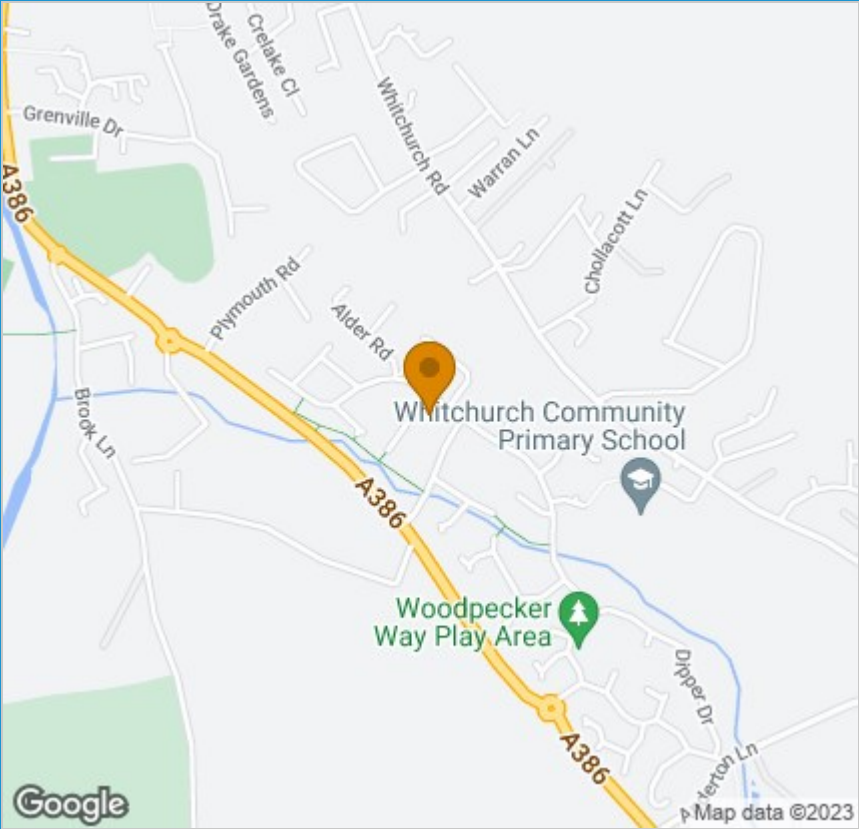 Drake Gardens
Crelake Cl
Grenville Dr
Whitchurch Rd
Warran Ln
A386
Chollacott Ln
Plymouth Rd
Alder Rd
Whitchurch Community
Primary School
Brook Ln
A386
Woodpecker
Way Play Area
Dipper Dr
A386
Google
Map data ©2023